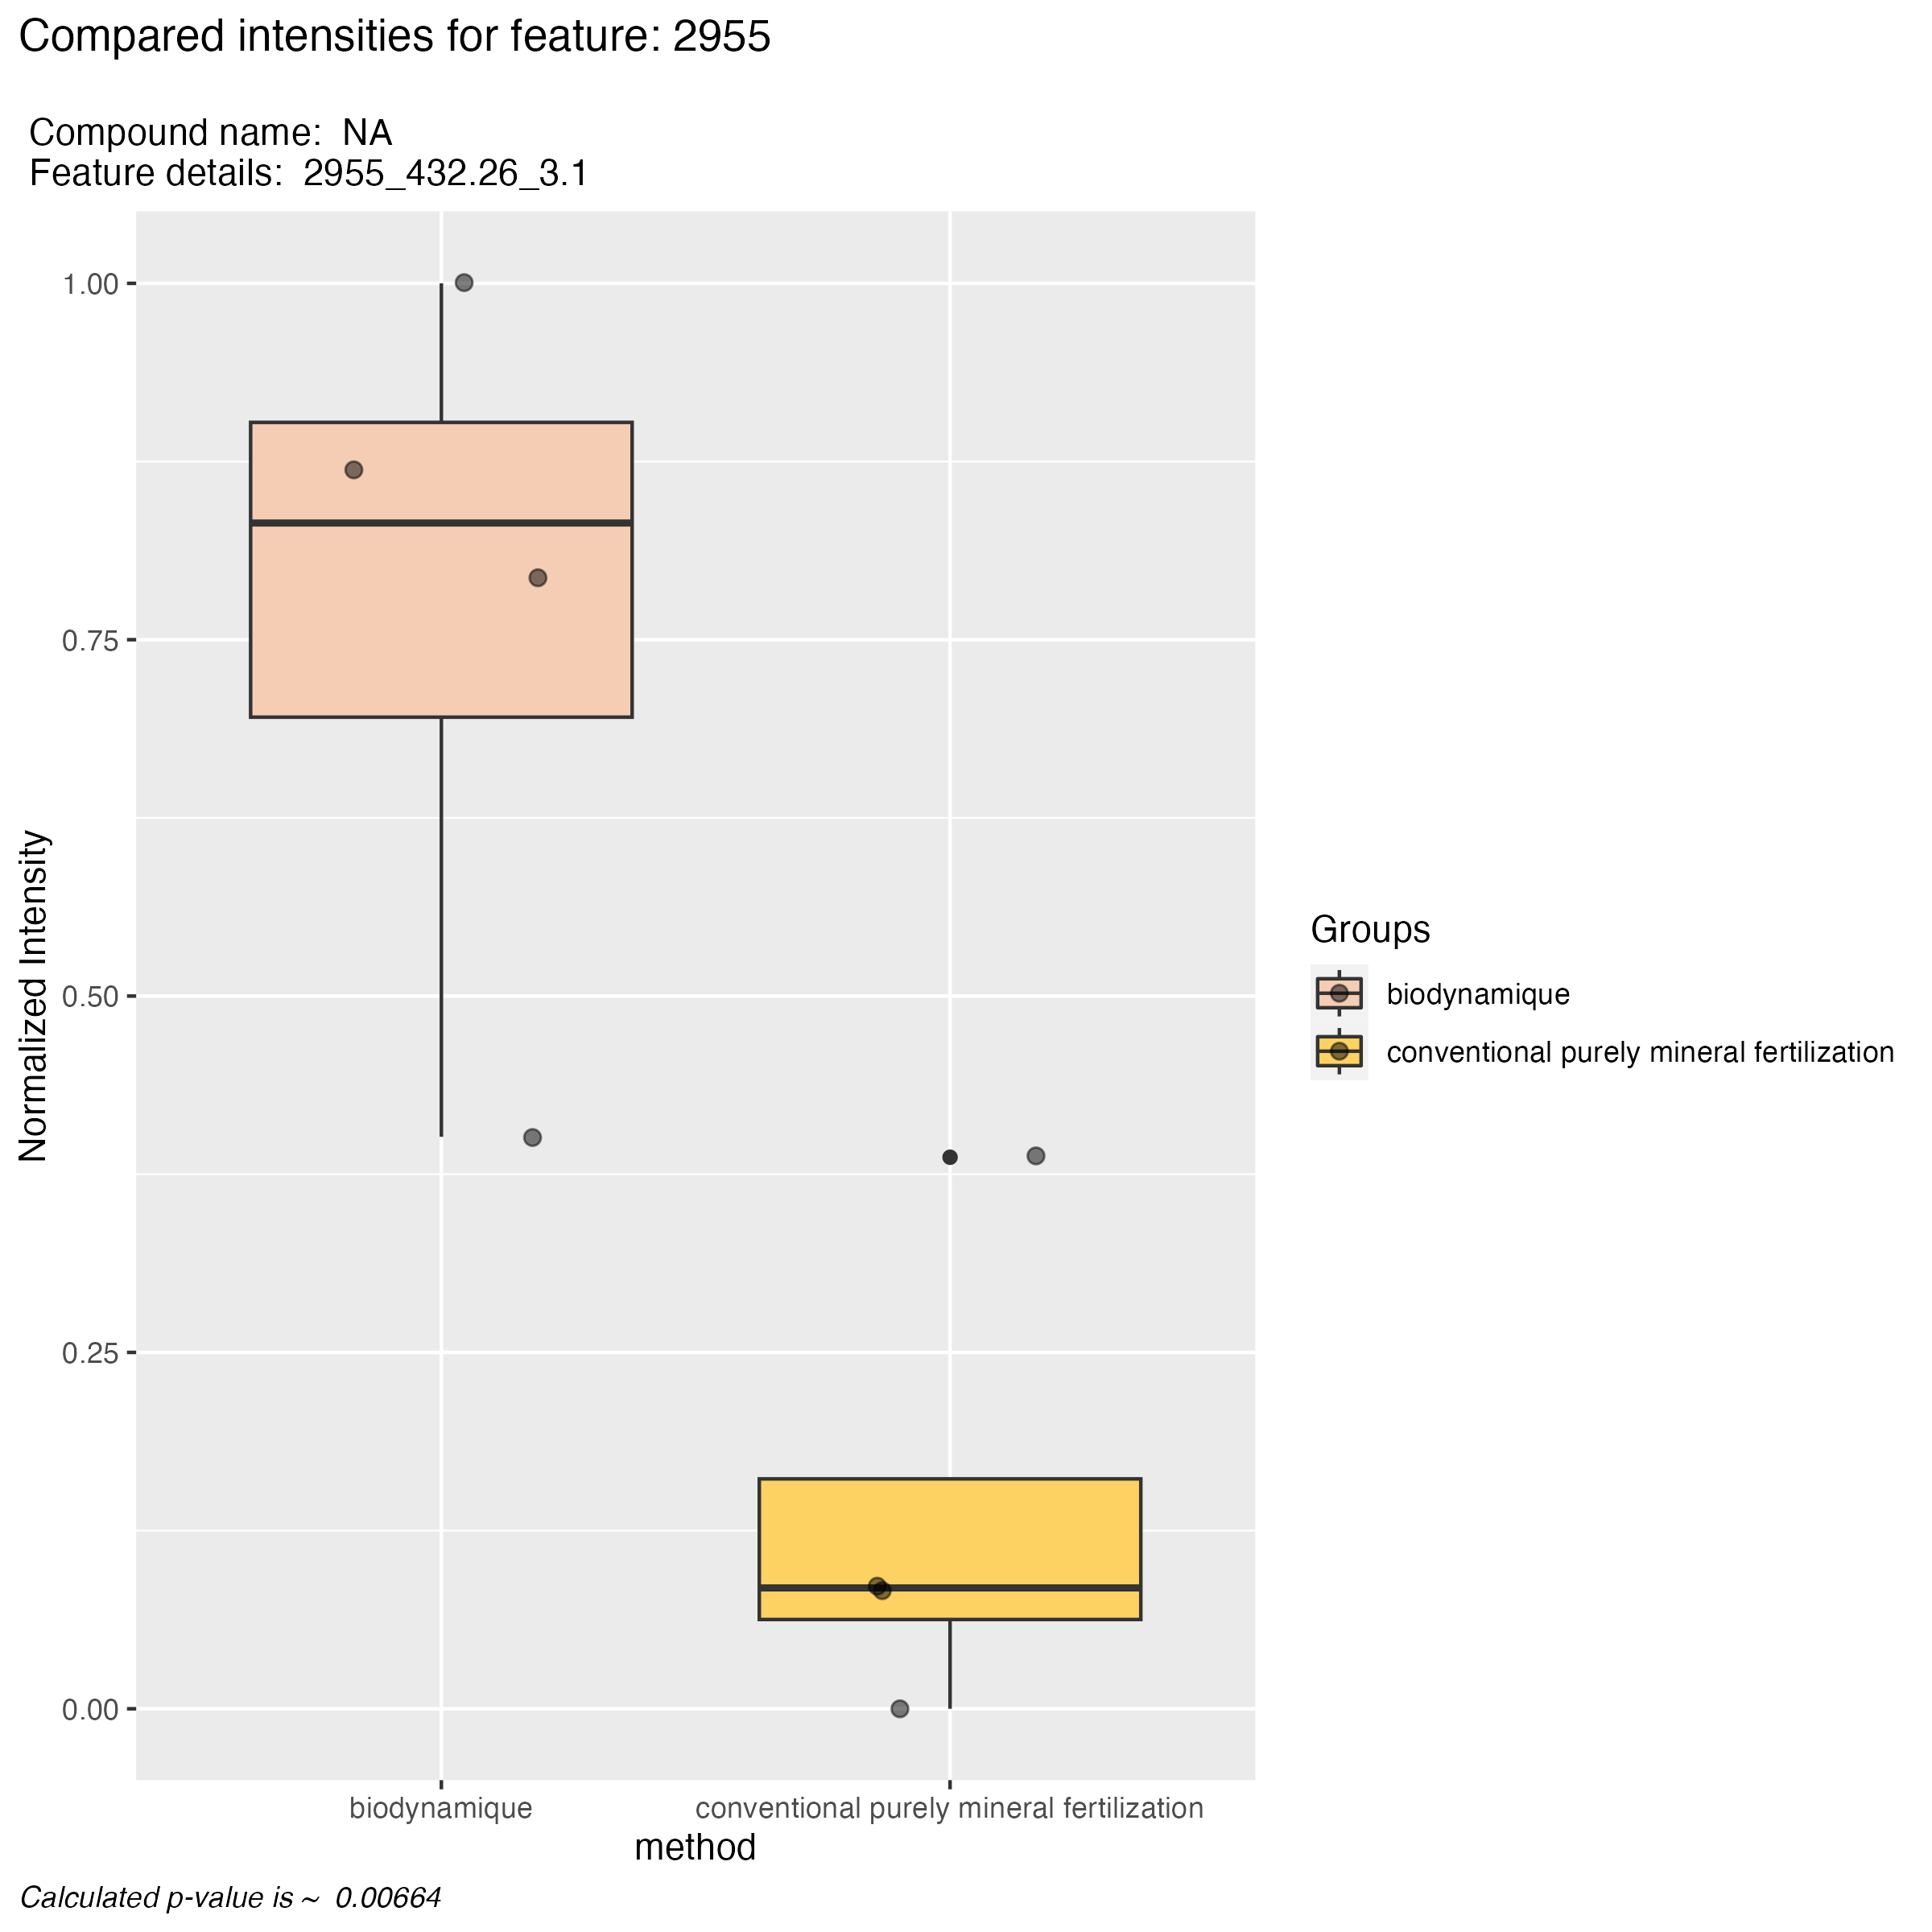 Compared intensities for feature: 2955
Compound name:  NA
Feature details:  2955_432.26_3.1
Normalized Intensity
1.00
0.75
0.50
0.25
0.00
biodynamique
conventional purely mineral fertilization
method
Groups
biodynamique
conventional purely mineral fertilization
Calculated p-value is ~  0.00664